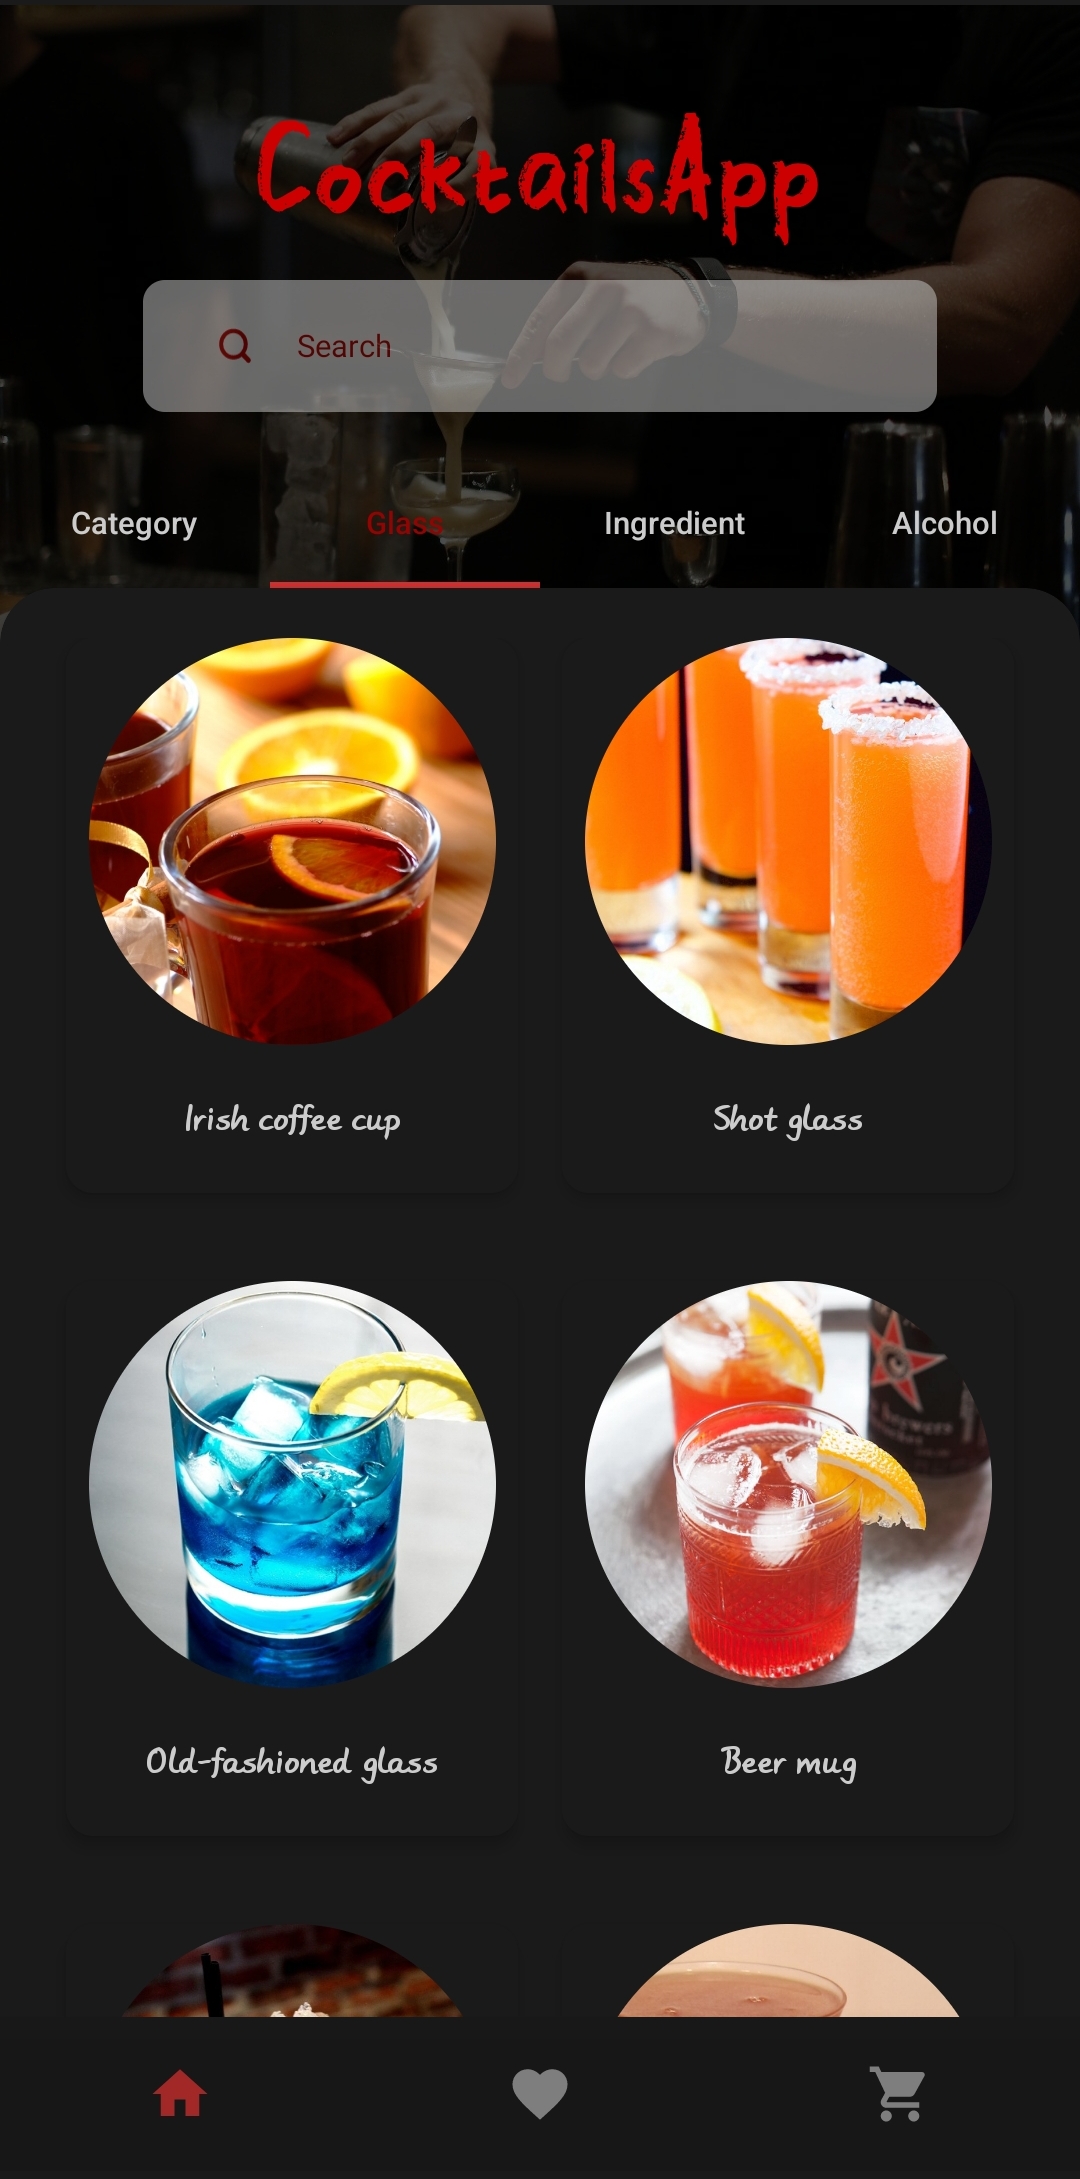 CocktailsApp
Search
Category Glass Ingredient Alcohol
Irish coffee cup Shot glass
Old-fashioned glass Beer mug